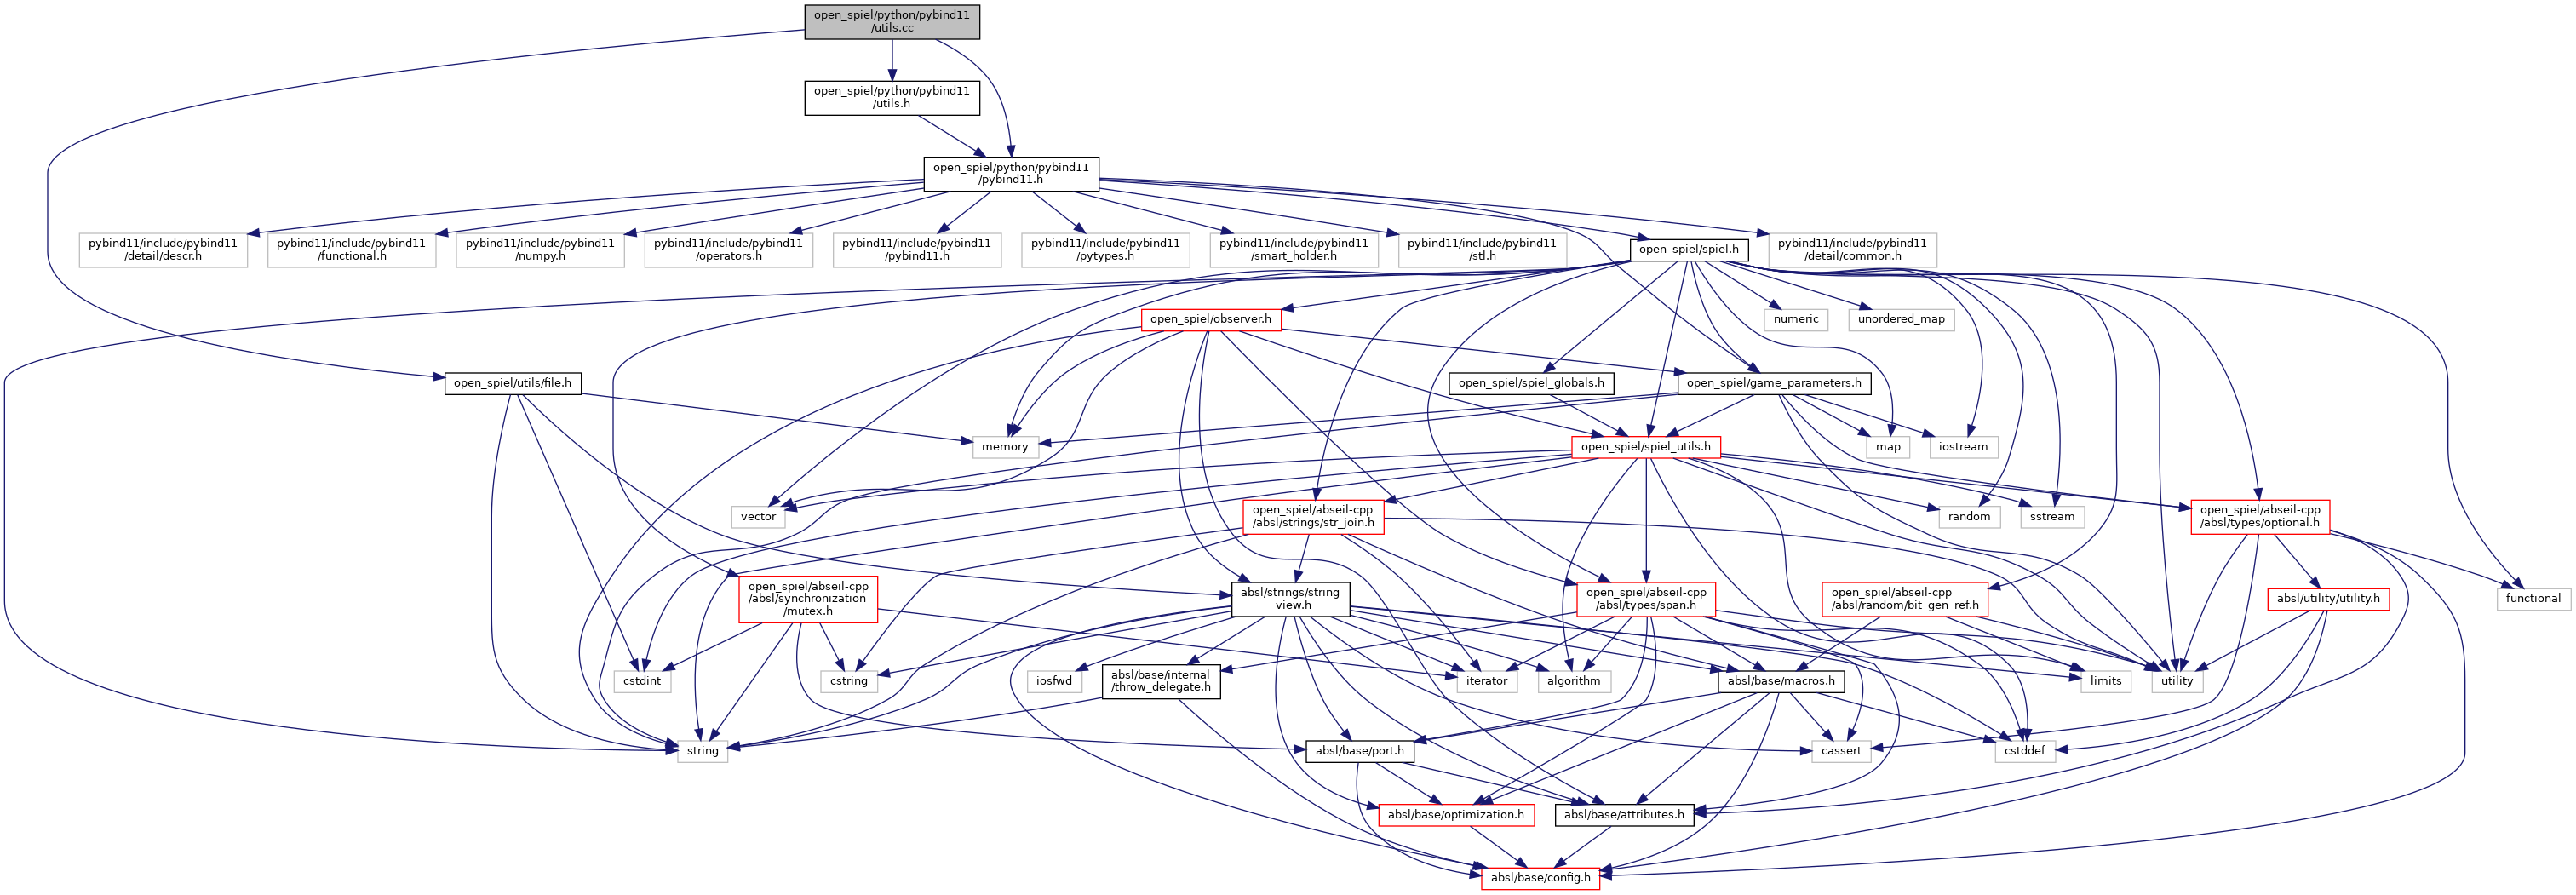 open_spiel/python/pybind11
/utils.cc
open_spiel/python/pybind11
/utils.h
open_spiel/python/pybind11
/pybind11.h
pybind11/include/pybind11
/detail/descr.h
pybind11/include/pybind11
/functional.h
pybind11/include/pybind11
/numpy.h
pybind11/include/pybind11
/operators.h
pybind11/include/pybind11
/pybind11.h
pybind11/include/pybind11
/pytypes.h
pybind11/include/pybind11
/smart_holder.h
pybind11/include/pybind11
/stl.h
open_spiel/spiel.h
pybind11/include/pybind11
/detail/common.h
open_spiel/observer.h
numeric
unordered_map
open_spiel/utils/file.h
open_spiel/spiel_globals.h
open_spiel/game_parameters.h
memory
open_spiel/spiel_utils.h
map
iostream
vector
open_spiel/abseil-cpp
/absl/strings/str_join.h
random
sstream
open_spiel/abseil-cpp
/absl/types/optional.h
open_spiel/abseil-cpp
/absl/synchronization
/mutex.h
absl/strings/string
_view.h
open_spiel/abseil-cpp
/absl/types/span.h
open_spiel/abseil-cpp
/absl/random/bit_gen_ref.h
absl/utility/utility.h
functional
cstdint
cstring
iosfwd
absl/base/internal
/throw_delegate.h
iterator
algorithm
absl/base/macros.h
limits
utility
string
absl/base/port.h
cassert
cstddef
absl/base/optimization.h
absl/base/attributes.h
absl/base/config.h